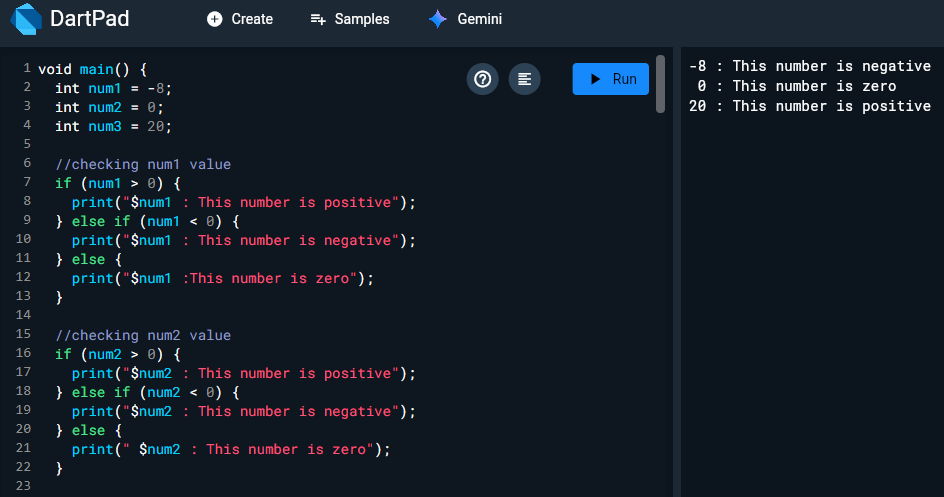 DartPad Create Samples Gemini
1 void main() {
2   int num1 = -8;
3   int num2 = 0;
4   int num3 = 20;
5
6   //checking num1 value
7   if (num1 > 0) {
8     print("$num1 : This number is positive");
9   } else if (num1 < 0) {
10     print("$num1 : This number is negative");
11   } else {
12     print("$num1 :This number is zero");
13   }
14
15   //checking num2 value
16   if (num2 > 0) {
17     print("$num2 : This number is positive");
18   } else if (num2 < 0) {
19     print("$num2 : This number is negative");
20   } else {
21     print(" $num2 : This number is zero");
22   }
23
Run
-8 : This number is negative
 0 : This number is zero
20 : This number is positive